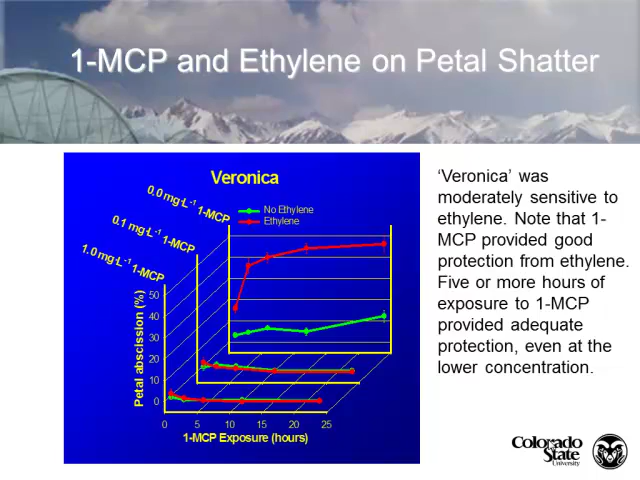 1-MCP and Ethylene on Petal Shatter
Veronica
0.0 mg·L⁻¹ 1-MCP
0.1 mg·L⁻¹ 1-MCP
1.0 mg·L⁻¹ 1-MCP
No Ethylene
Ethylene
Petal abscission (%)
50
40
30
20
10
0
0 5 10 15 20 25
1-MCP Exposure (hours)
‘Veronica’ was
moderately sensitive to
ethylene. Note that 1-
MCP provided good
protection from ethylene.
Five or more hours of
exposure to 1-MCP
provided adequate
protection, even at the
lower concentration.
Colorado
State
University